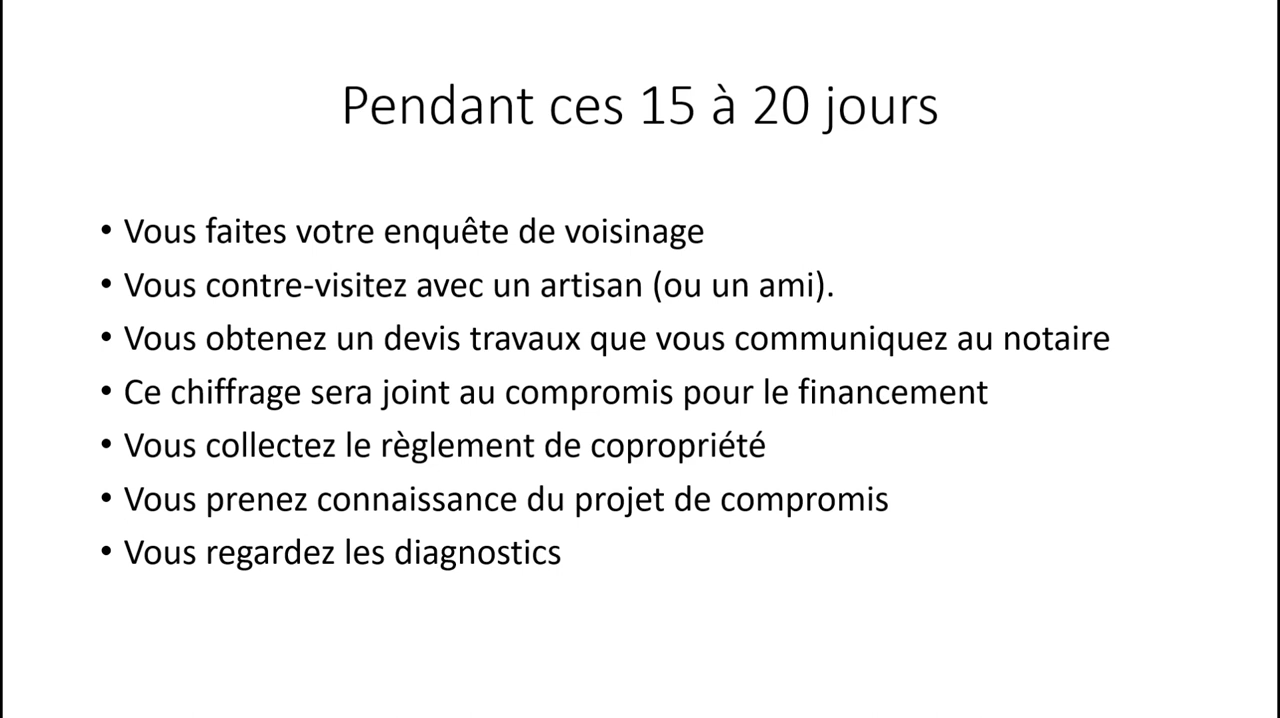 Pendant ces 15 à 20 jours
• Vous faites votre enquête de voisinage
• Vous contre-visitez avec un artisan (ou un ami).
• Vous obtenez un devis travaux que vous communiquez au notaire
• Ce chiffrage sera joint au compromis pour le financement
• Vous collectez le règlement de copropriété
• Vous prenez connaissance du projet de compromis
• Vous regardez les diagnostics